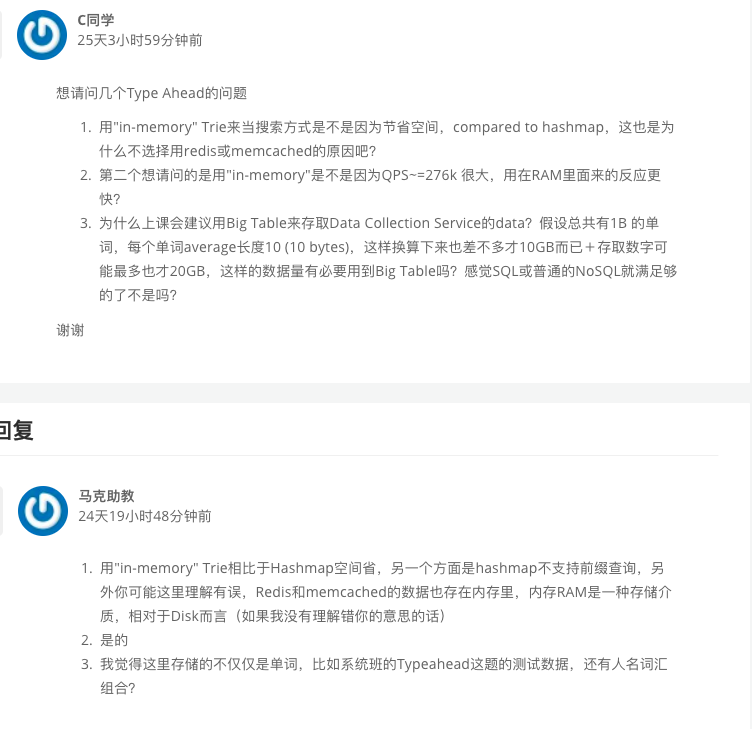 C同学
25天3小时59分钟前
想请问几个Type Ahead的问题
1. 用"in-memory" Trie来当搜索方式是不是因为节省空间，compared to hashmap，这也是为
什么不选择用redis或memcached的原因吧？
2. 第二个想请问的是用"in-memory"是不是因为QPS~=276k 很大，用在RAM里面来的反应更
快？
3. 为什么上课会建议用Big Table来存取Data Collection Service的data？假设总共有1B 的单
词，每个单词average长度10 (10 bytes)，这样换算下来也差不多才10GB而已＋存取数字可
能最多也才20GB，这样的数据量有必要用到Big Table吗？感觉SQL或普通的NoSQL就满足够
的了不是吗？
谢谢
回复
马克助教
24天19小时48分钟前
1. 用"in-memory" Trie相比于Hashmap空间省，另一个方面是hashmap不支持前缀查询，另
外你可能这里理解有误，Redis和memcached的数据也存在内存里，内存RAM是一种存储介
质，相对于Disk而言（如果我没有理解错你的意思的话）
2. 是的
3. 我觉得这里存储的不仅仅是单词，比如系统班的Typeahead这题的测试数据，还有人名词汇
组合？